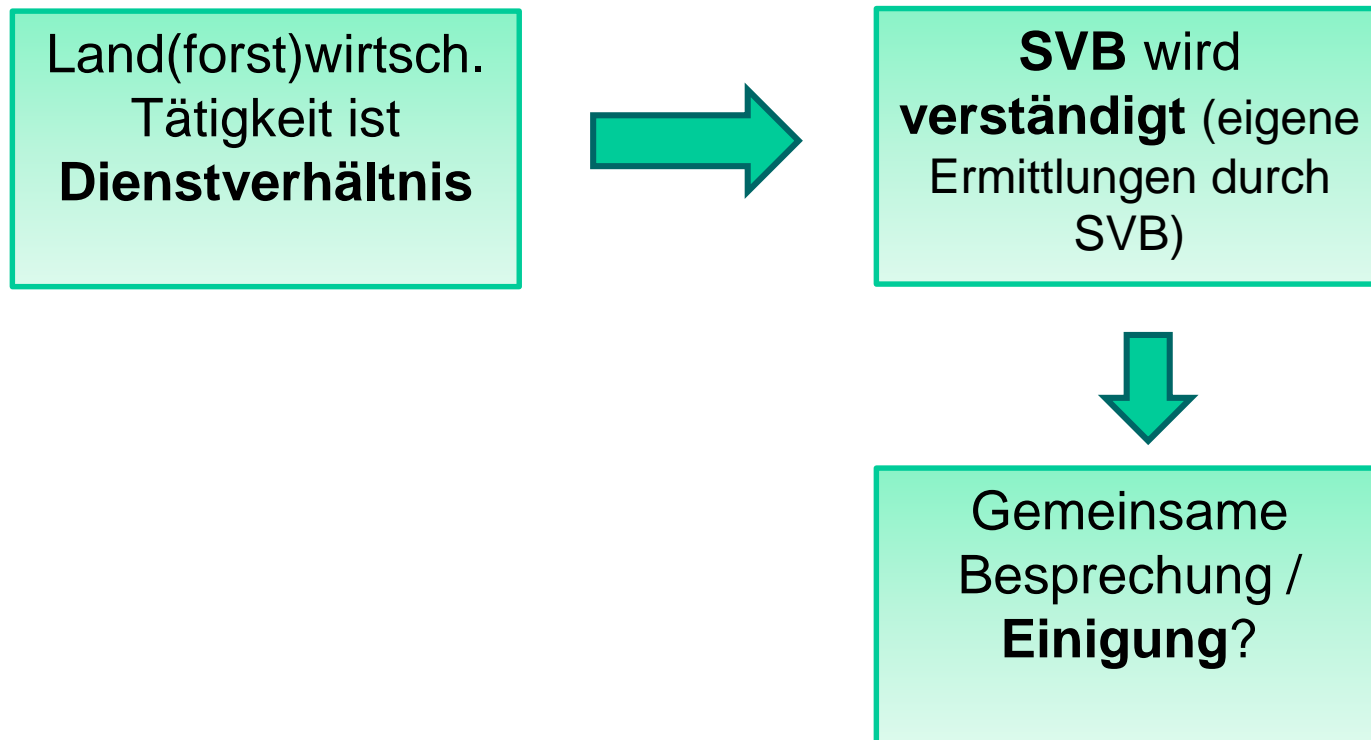 Land(forst)wirtsch.
Tätigkeit ist
Dienstverhältnis
SVB wird
verständigt (eigene
Ermittlungen durch
SVB)
Gemeinsame
Besprechung /
Einigung?